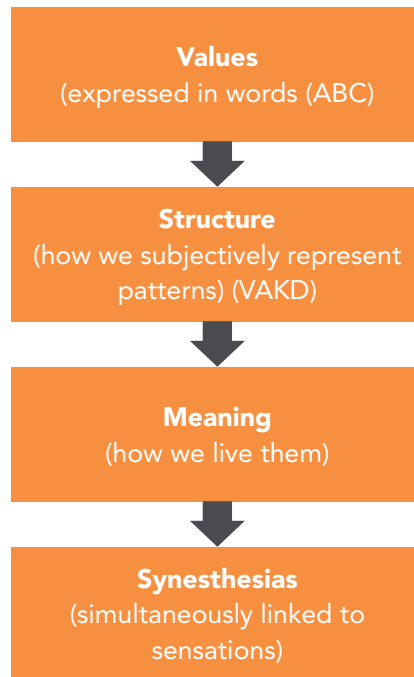 Values
(expressed in words (ABC)
Structure
(how we subjectively represent
patterns) (VAKD)
Meaning
(how we live them)
Synesthesias
(simultaneously linked to
sensations)